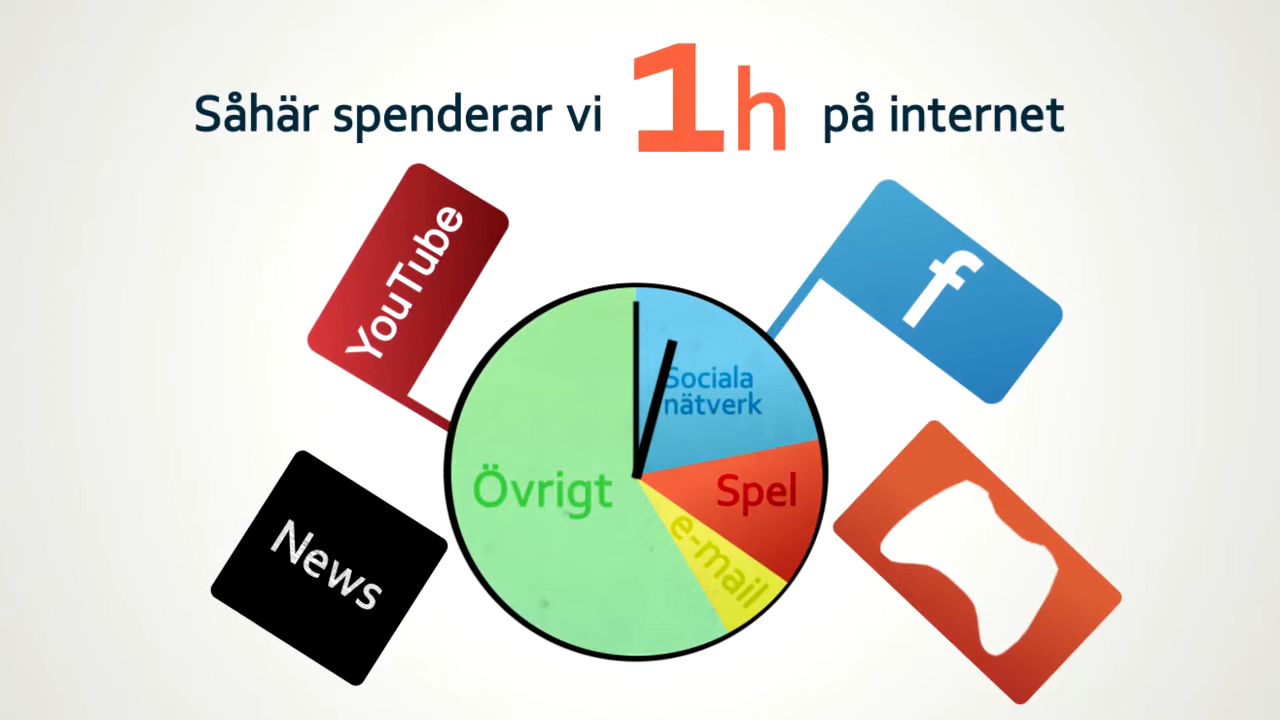 Såhär spenderar vi 1h på internet
YouTube
f
Sociala
nätverk
Övrigt
Spel
e-mail
News